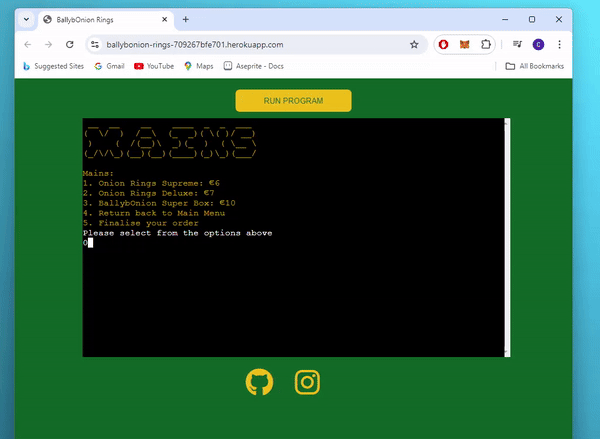 BallybOnion Rings
ballybonion-rings-709267bfe701.herokuapp.com
C
Suggested Sites
Gmail
YouTube
Maps
Aseprite - Docs
All Bookmarks
RUN PROGRAM
MAINS
Mains:
1. Onion Rings Supreme: €6
2. Onion Rings Deluxe: €7
3. BallybOnion Super Box: €10
4. Return back to Main Menu
5. Finalise your order
Please select from the options above
0